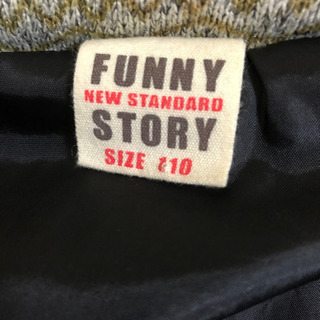 FUNNY
NEW STANDARD
STORY
SIZE 110